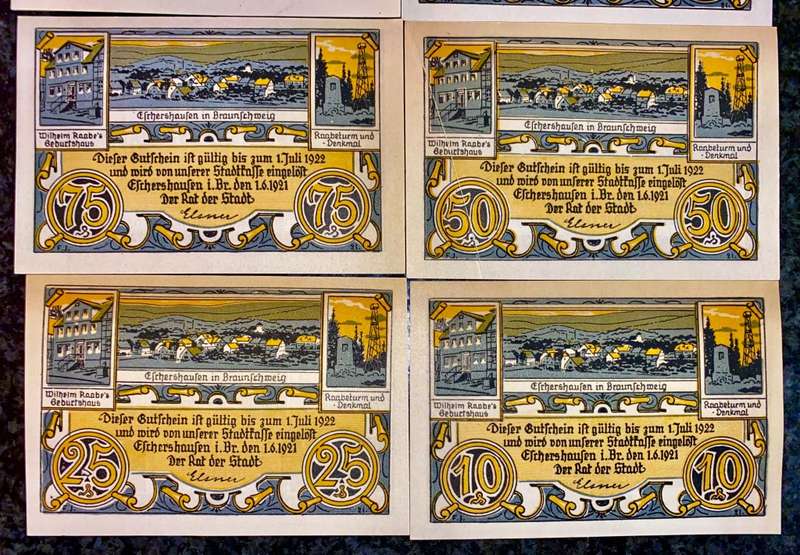 Eschershausen in Braunschweig
Wilhelm Raabe's
Geburtshaus
Raabeturm und
-Denkmal
Dieser Gutschein ist gültig bis zum 1. Juli 1922
und wird von unserer Stadtkasse eingelöst
Eschershausen i. Br. den 1.6.1921
Der Rat der Stadt
Elsner
75
75
Eschershausen in Braunschweig
Wilhelm Raabe's
Geburtshaus
Raabeturm und
-Denkmal
Dieser Gutschein ist gültig bis zum 1. Juli 1922
und wird von unserer Stadtkasse eingelöst
Eschershausen i. Br. den 1.6.1921
Der Rat der Stadt
Elsner
50
50
Eschershausen in Braunschweig
Wilhelm Raabe's
Geburtshaus
Raabeturm und
-Denkmal
Dieser Gutschein ist gültig bis zum 1. Juli 1922
und wird von unserer Stadtkasse eingelöst
Eschershausen i. Br. den 1.6.1921
Der Rat der Stadt
Elsner
25
25
Eschershausen in Braunschweig
Wilhelm Raabe's
Geburtshaus
Raabeturm und
-Denkmal
Dieser Gutschein ist gültig bis zum 1. Juli 1922
und wird von unserer Stadtkasse eingelöst
Eschershausen i. Br. den 1.6.1921
Der Rat der Stadt
Elsner
10
10